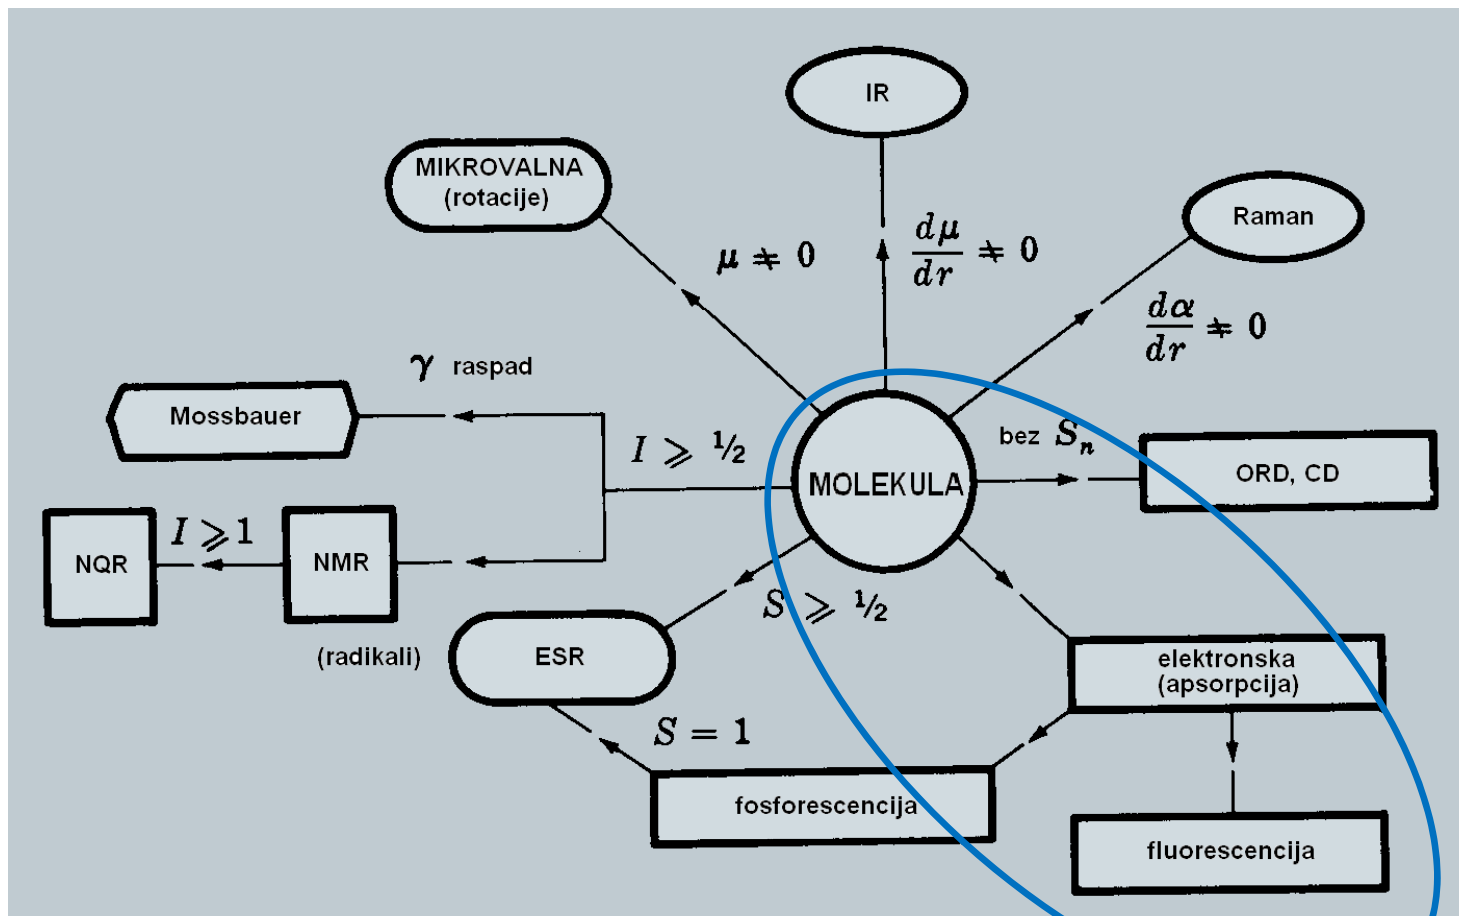 IR
MIKROVALNA
(rotacije)
Raman
μ ≠ 0
dμ/dr ≠ 0
dα/dr ≠ 0
γ raspad
Mossbauer
I ⩾ ½
bez Sₙ
MOLEKULA
ORD, CD
NQR
I ⩾ 1
NMR
S ⩾ ½
(radikali)
ESR
elektronska
(apsorpcija)
S = 1
fosforescencija
fluorescencija